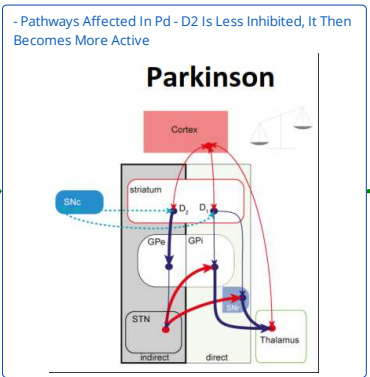 - Pathways Affected In Pd - D2 Is Less Inhibited, It Then
Becomes More Active
Parkinson
Cortex
striatum
SNc
D2
D1
GPe
GPi
SNr
STN
Thalamus
indirect
direct